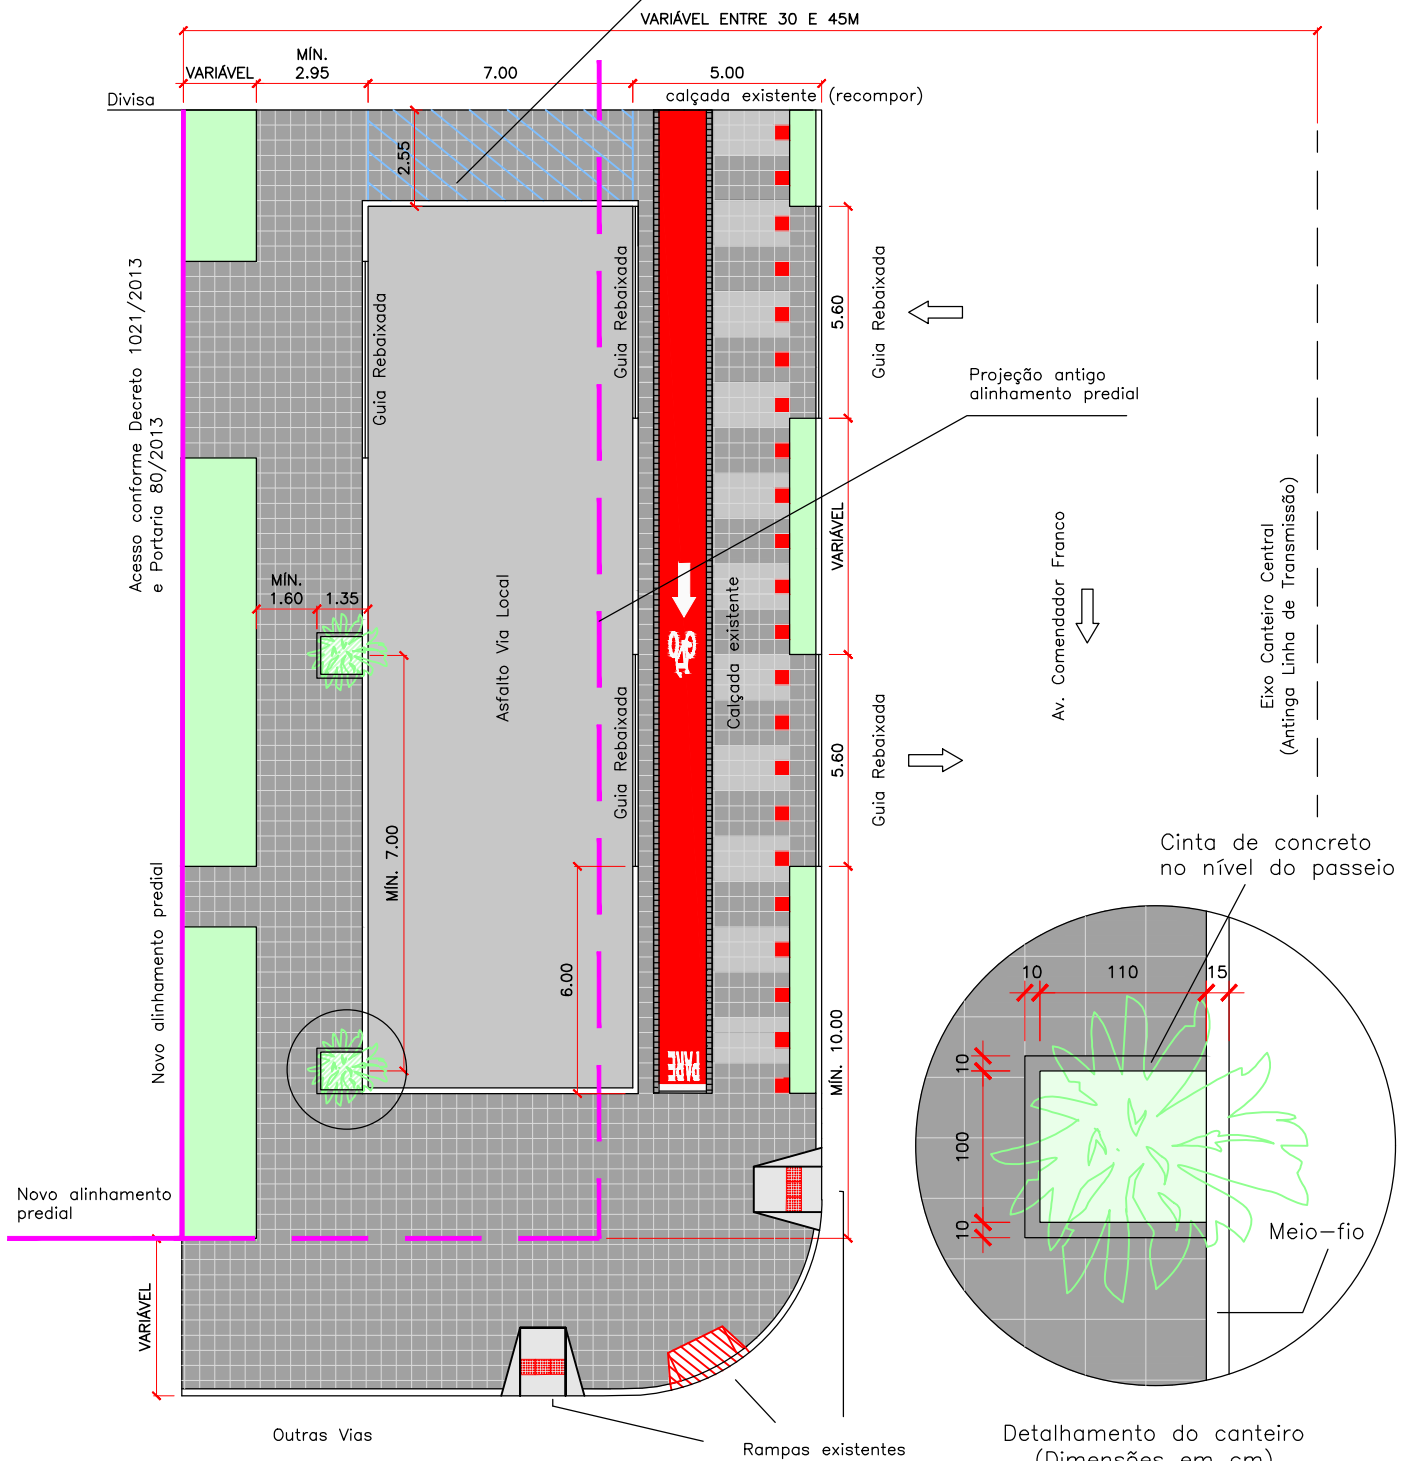 VARIÁVEL ENTRE 30 E 45M
VARIÁVEL
MÍN.
2.95
7.00
5.00
Divisa
calçada existente (recompor)
2.55
Acesso conforme Decreto 1021/2013
e Portaria 80/2013
Guia Rebaixada
Guia Rebaixada
5.60
Guia Rebaixada
Projeção antigo
alinhamento predial
VARIÁVEL
Av. Comendador Franco
Eixo Canteiro Central
(Antinga Linha de Transmissão)
MÍN.
1.60
1.35
Asfalto Via Local
Calçada existente
Guia Rebaixada
5.60
Guia Rebaixada
MÍN. 7.00
Novo alinhamento predial
6.00
PARE
MÍN. 10.00
Cinta de concreto
no nível do passeio
10
110
15
10
100
10
Meio-fio
Novo alinhamento
predial
VARIÁVEL
Outras Vias
Rampas existentes
Detalhamento do canteiro
(Dimensões em cm)